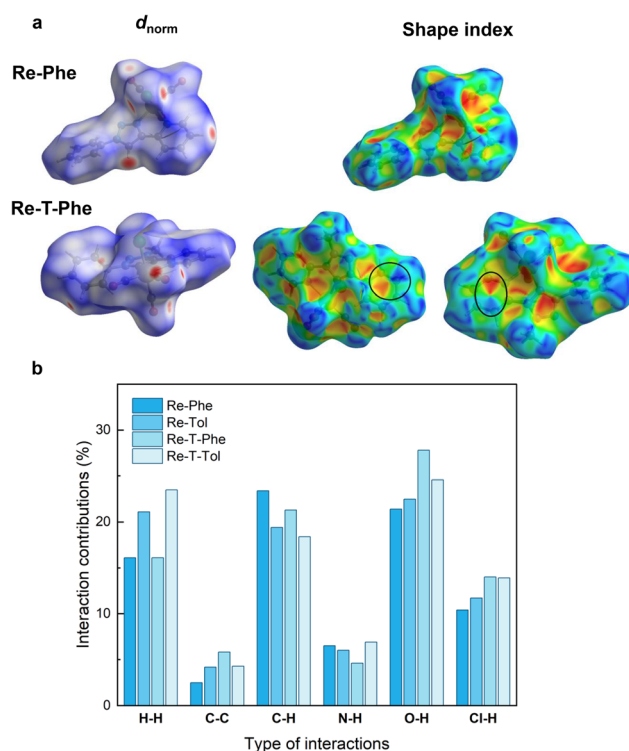 a
dnorm
Shape index
Re-Phe
Re-T-Phe
b
Re-Phe
Re-Tol
Re-T-Phe
Re-T-Tol
Interaction contributions (%)
30
20
10
0
H-H C-C C-H N-H O-H Cl-H
Type of interactions